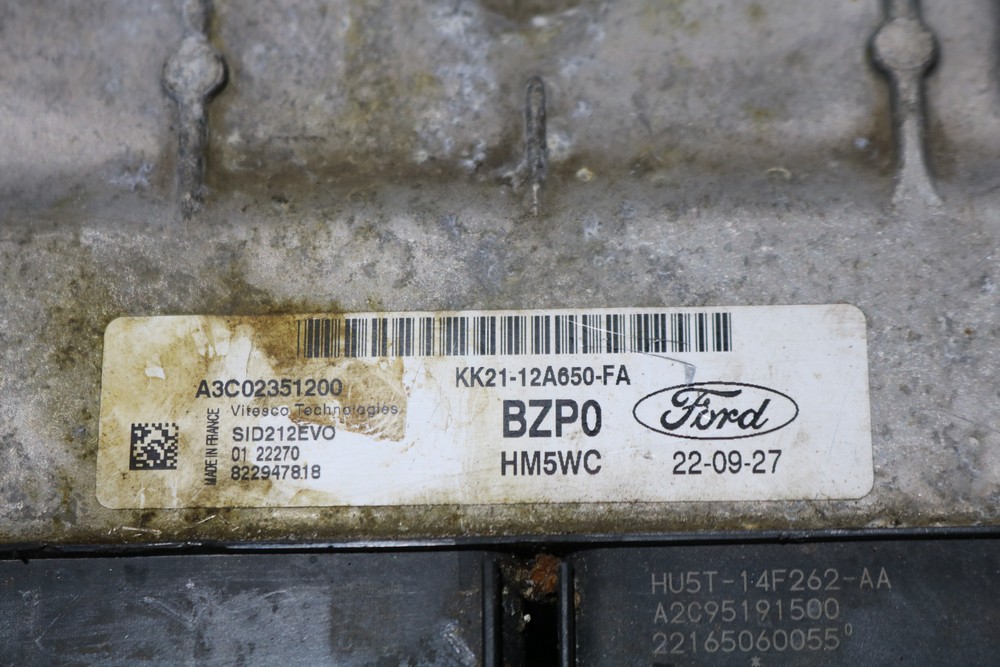 A3C02351200
Vitesco Technologies
SID212EVO
01 22270
822947818
MADE IN FRANCE
KK21-12A650-FA
BZP0
HM5WC
Ford
22-09-27
HU5T-14F262-AA
A2C95191500
22165060055⁰